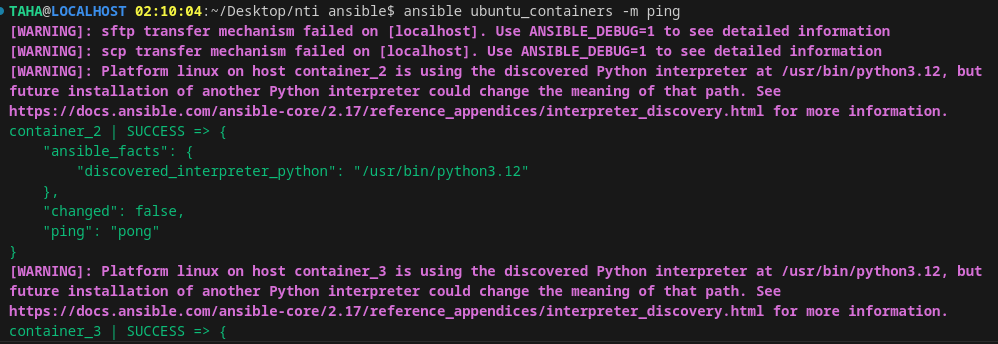 TAHA@LOCALHOST 02:10:04:~/Desktop/nti ansible$ ansible ubuntu_containers -m ping
[WARNING]: sftp transfer mechanism failed on [localhost]. Use ANSIBLE_DEBUG=1 to see detailed information
[WARNING]: scp transfer mechanism failed on [localhost]. Use ANSIBLE_DEBUG=1 to see detailed information
[WARNING]: Platform linux on host container_2 is using the discovered Python interpreter at /usr/bin/python3.12, but
future installation of another Python interpreter could change the meaning of that path. See
https://docs.ansible.com/ansible-core/2.17/reference_appendices/interpreter_discovery.html for more information.
container_2 | SUCCESS => {
    "ansible_facts": {
        "discovered_interpreter_python": "/usr/bin/python3.12"
    },
    "changed": false,
    "ping": "pong"
}
[WARNING]: Platform linux on host container_3 is using the discovered Python interpreter at /usr/bin/python3.12, but
future installation of another Python interpreter could change the meaning of that path. See
https://docs.ansible.com/ansible-core/2.17/reference_appendices/interpreter_discovery.html for more information.
container_3 | SUCCESS => {